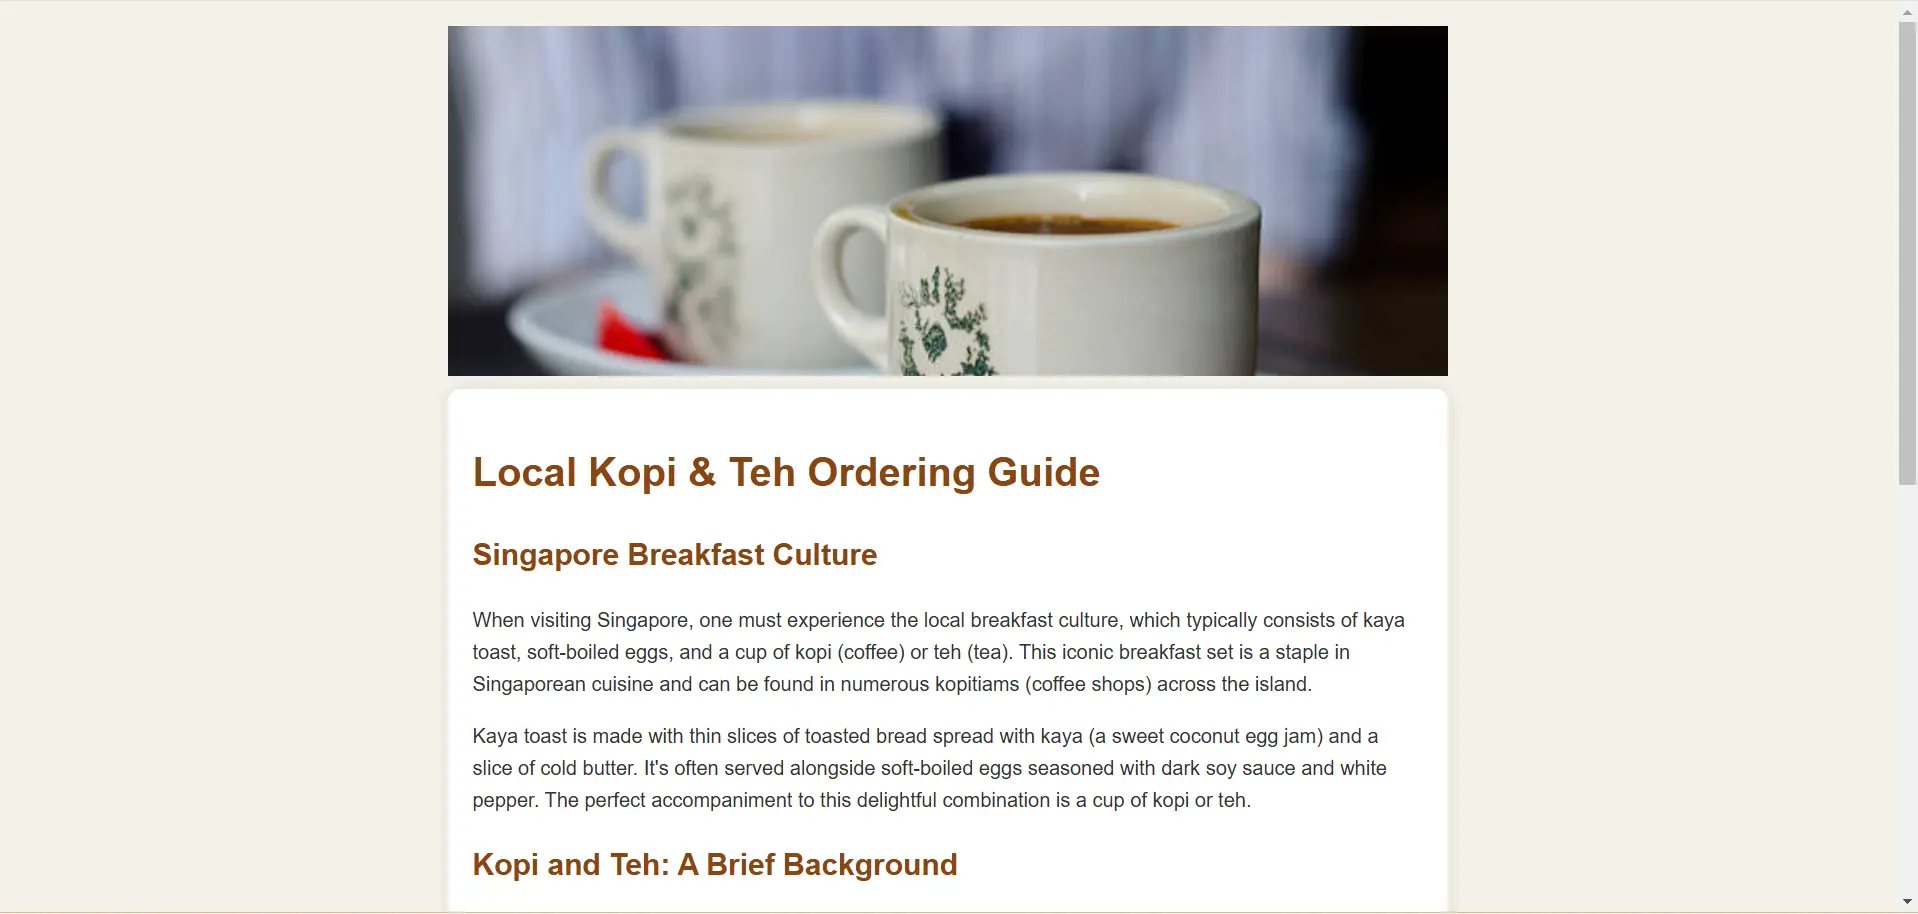 Local Kopi & Teh Ordering Guide
Singapore Breakfast Culture
When visiting Singapore, one must experience the local breakfast culture, which typically consists of kaya
toast, soft-boiled eggs, and a cup of kopi (coffee) or teh (tea). This iconic breakfast set is a staple in
Singaporean cuisine and can be found in numerous kopitiams (coffee shops) across the island.
Kaya toast is made with thin slices of toasted bread spread with kaya (a sweet coconut egg jam) and a
slice of cold butter. It's often served alongside soft-boiled eggs seasoned with dark soy sauce and white
pepper. The perfect accompaniment to this delightful combination is a cup of kopi or teh.
Kopi and Teh: A Brief Background